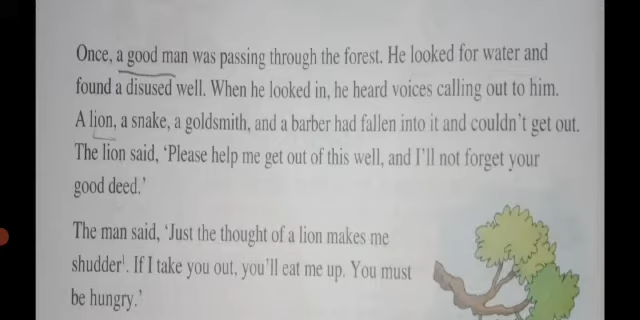 Once, a good man was passing through the forest. He looked for water and
found a disused well. When he looked in, he heard voices calling out to him.
A lion, a snake, a goldsmith, and a barber had fallen into it and couldn't get out.
The lion said, 'Please help me get out of this well, and I'll not forget your
good deed.'
The man said, 'Just the thought of a lion makes me
shudder¹. If I take you out, you'll eat me up. You must
be hungry.'